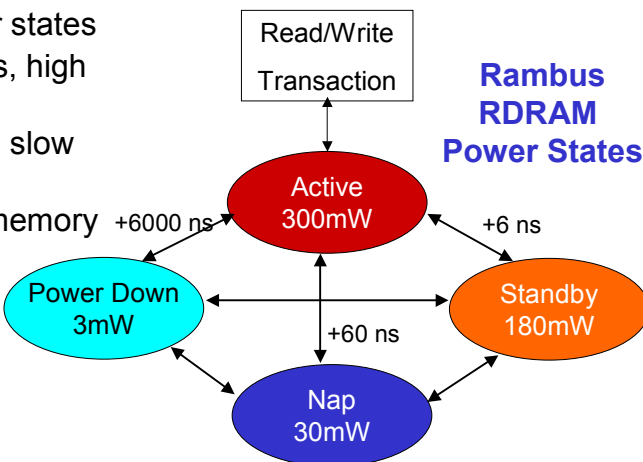 r states
s, high
slow
memory
Read/Write
Transaction
Rambus
RDRAM
Power States
Active
300mW
+6000 ns
+6 ns
Power Down
3mW
Standby
180mW
+60 ns
Nap
30mW